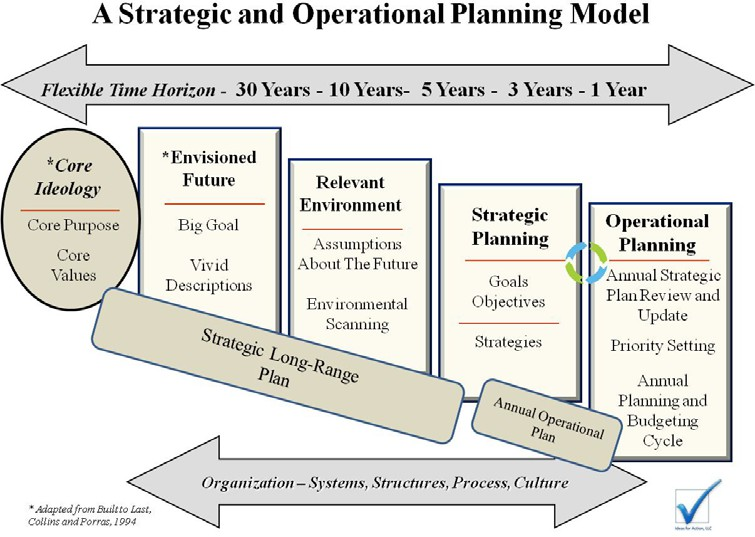 A Strategic and Operational Planning Model
Flexible Time Horizon - 30 Years - 10 Years- 5 Years - 3 Years - 1 Year
*Core
Ideology
Core Purpose
Core
Values
*Envisioned
Future
Big Goal
Vivid
Descriptions
Relevant
Environment
Assumptions
About The Future
Environmental
Scanning
Strategic
Planning
Goals
Objectives
Strategies
Operational
Planning
Annual Strategic
Plan Review and
Update
Priority Setting
Annual
Planning and
Budgeting
Cycle
Strategic Long-Range
Plan
Annual Operational
Plan
Organization – Systems, Structures, Process, Culture
* Adapted from Built to Last,
Collins and Porras, 1994
Ideas for Action, LLC